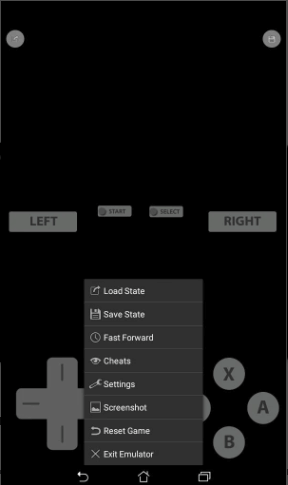 START
SELECT
LEFT
RIGHT
Load State
Save State
Fast Forward
Cheats
Settings
Screenshot
Reset Game
Exit Emulator
X
A
B